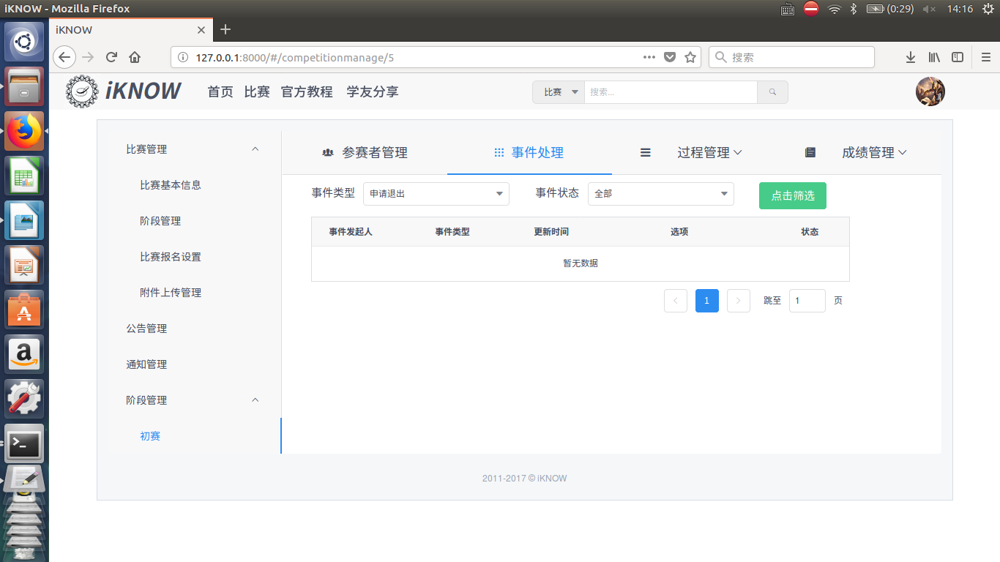 iKNOW - Mozilla Firefox
(0:29)
14:16
iKNOW
127.0.0.1:8000/#/competitionmanage/5
搜索
iKNOW
首页 比赛 官方教程 学友分享
比赛
搜索...
比赛管理
比赛基本信息
阶段管理
比赛报名设置
附件上传管理
公告管理
通知管理
阶段管理
初赛
参赛者管理
事件处理
过程管理
成绩管理
事件类型 申请退出
事件状态 全部
点击筛选
事件发起人 事件类型 更新时间 选项 状态
暂无数据
1 跳至 1 页
2011-2017 © iKNOW